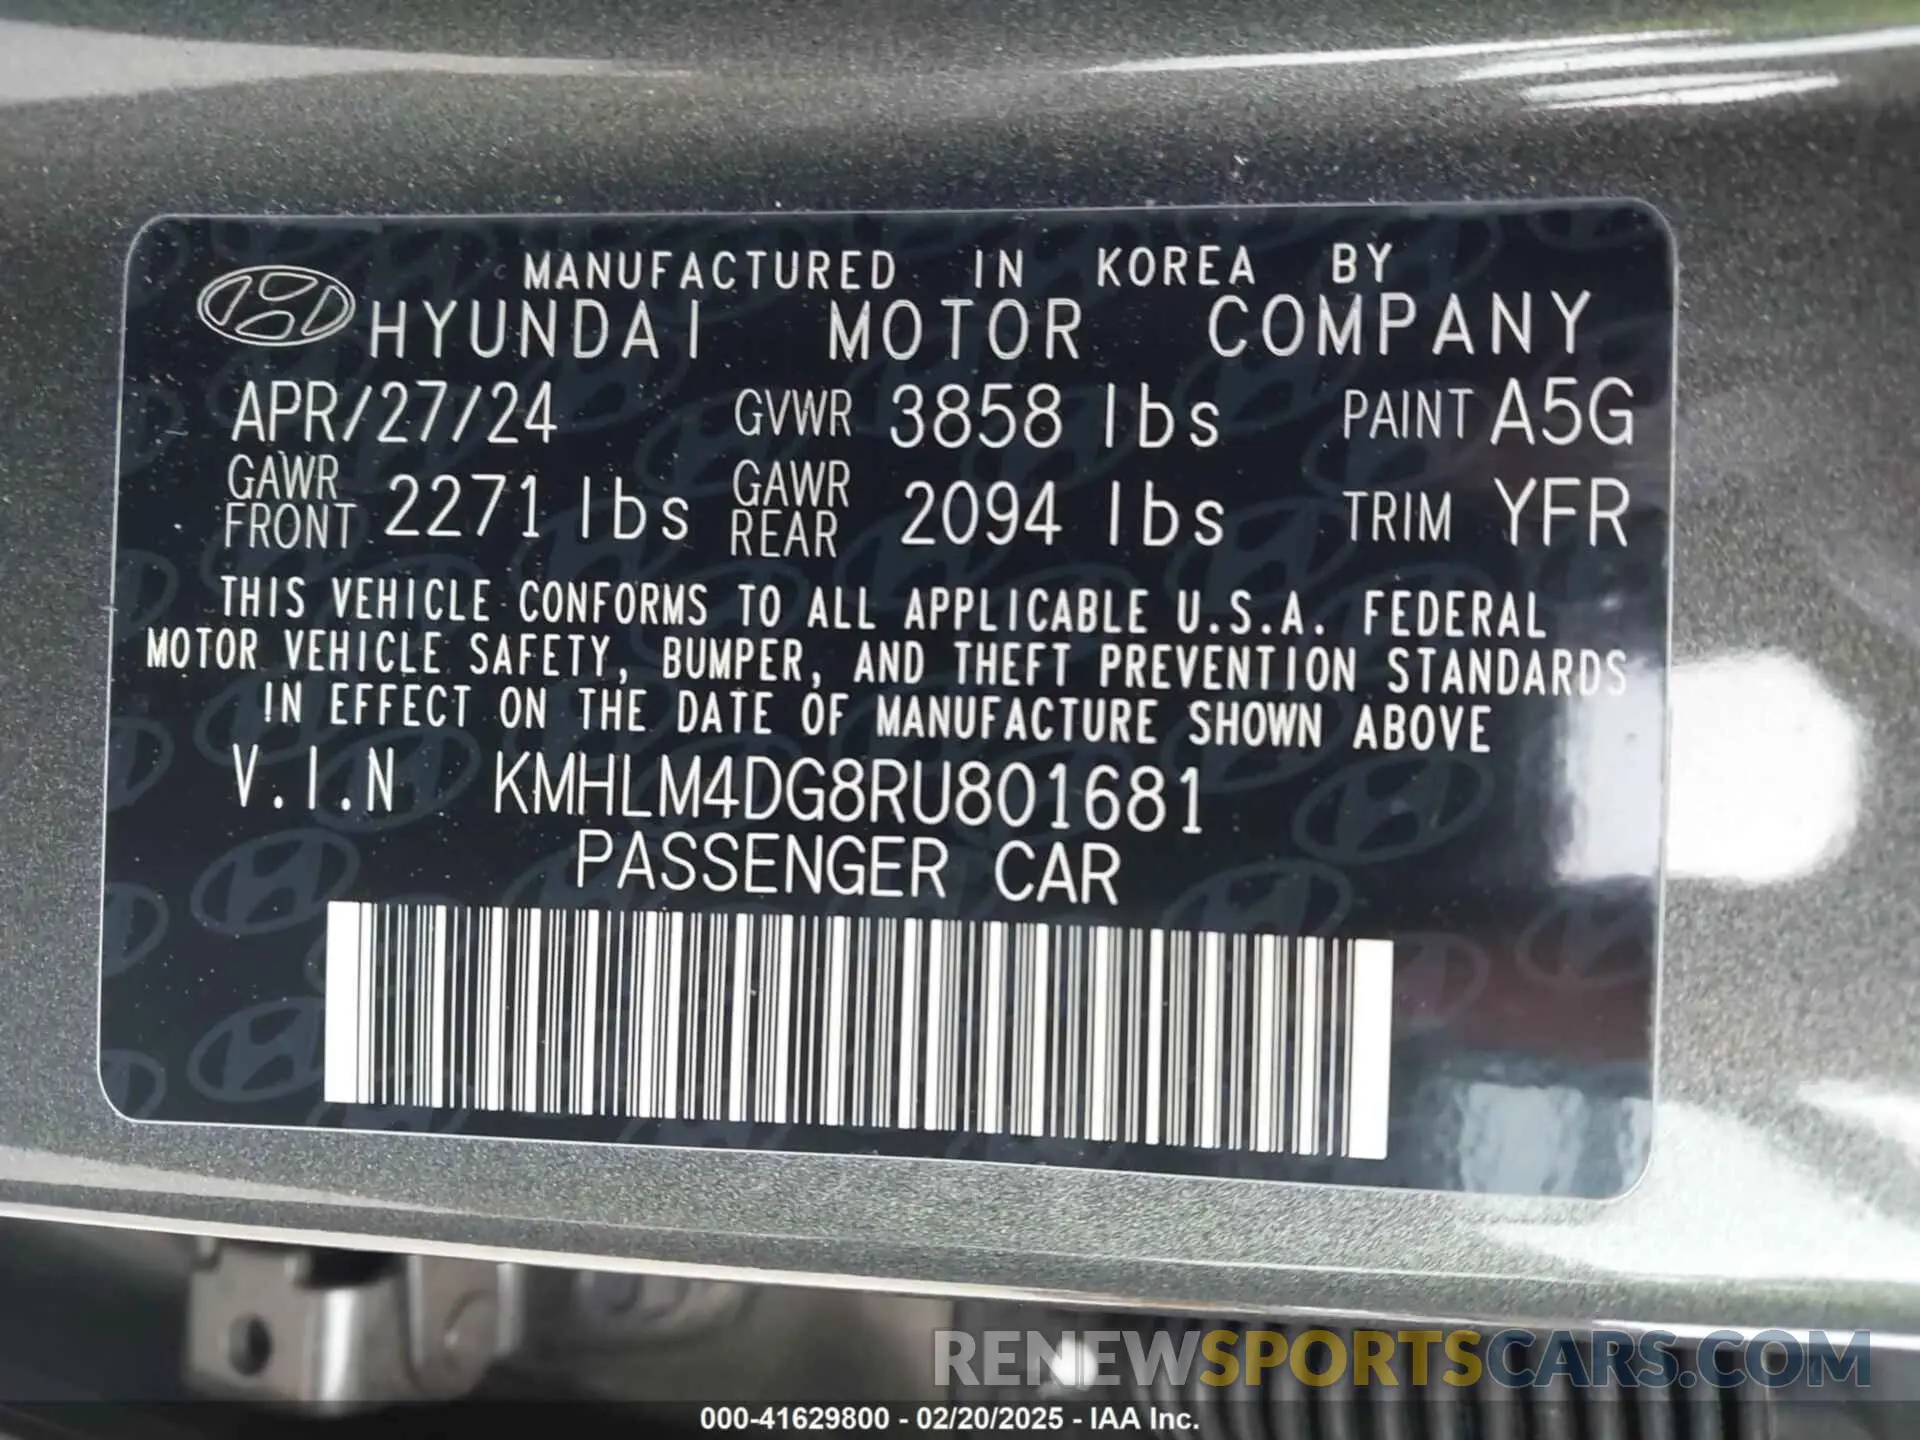 MANUFACTURED IN KOREA BY
HYUNDAI MOTOR COMPANY
APR/27/24 GVWR 3858 lbs PAINT A5G
GAWR FRONT 2271 lbs GAWR REAR 2094 lbs TRIM YFR
THIS VEHICLE CONFORMS TO ALL APPLICABLE U.S.A. FEDERAL
MOTOR VEHICLE SAFETY, BUMPER, AND THEFT PREVENTION STANDARDS
IN EFFECT ON THE DATE OF MANUFACTURE SHOWN ABOVE
V.I.N KMHLM4DG8RU801681
PASSENGER CAR
RENEWSPORTSCARS.COM
000-41629800 - 02/20/2025 - IAA Inc.